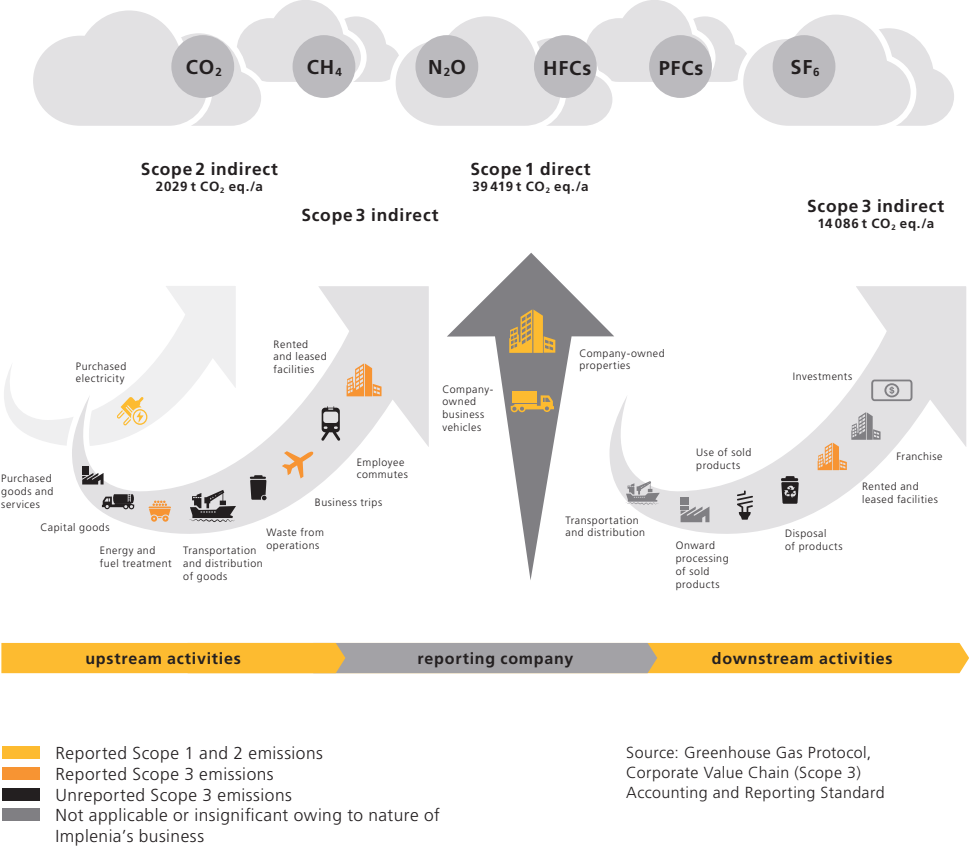 CO₂
CH₄
N₂O
HFCs
PFCs
SF₆
Scope 2 indirect
2029 t CO₂ eq./a
Scope 3 indirect
Scope 1 direct
39 419 t CO₂ eq./a
Scope 3 indirect
14 086 t CO₂ eq./a
Purchased
electricity
Rented
and leased
facilities
Purchased
goods and
services
Capital goods
Energy and
fuel treatment
Transportation
and distribution
of goods
Waste from
operations
Business trips
Employee
commutes
Company-
owned
business
vehicles
Company-owned
properties
Transportation
and distribution
Onward
processing
of sold
products
Use of sold
products
Disposal
of products
Rented and
leased facilities
Franchise
Investments
$
upstream activities
reporting company
downstream activities
Reported Scope 1 and 2 emissions
Reported Scope 3 emissions
Unreported Scope 3 emissions
Not applicable or insignificant owing to nature of
Implenia’s business
Source: Greenhouse Gas Protocol,
Corporate Value Chain (Scope 3)
Accounting and Reporting Standard